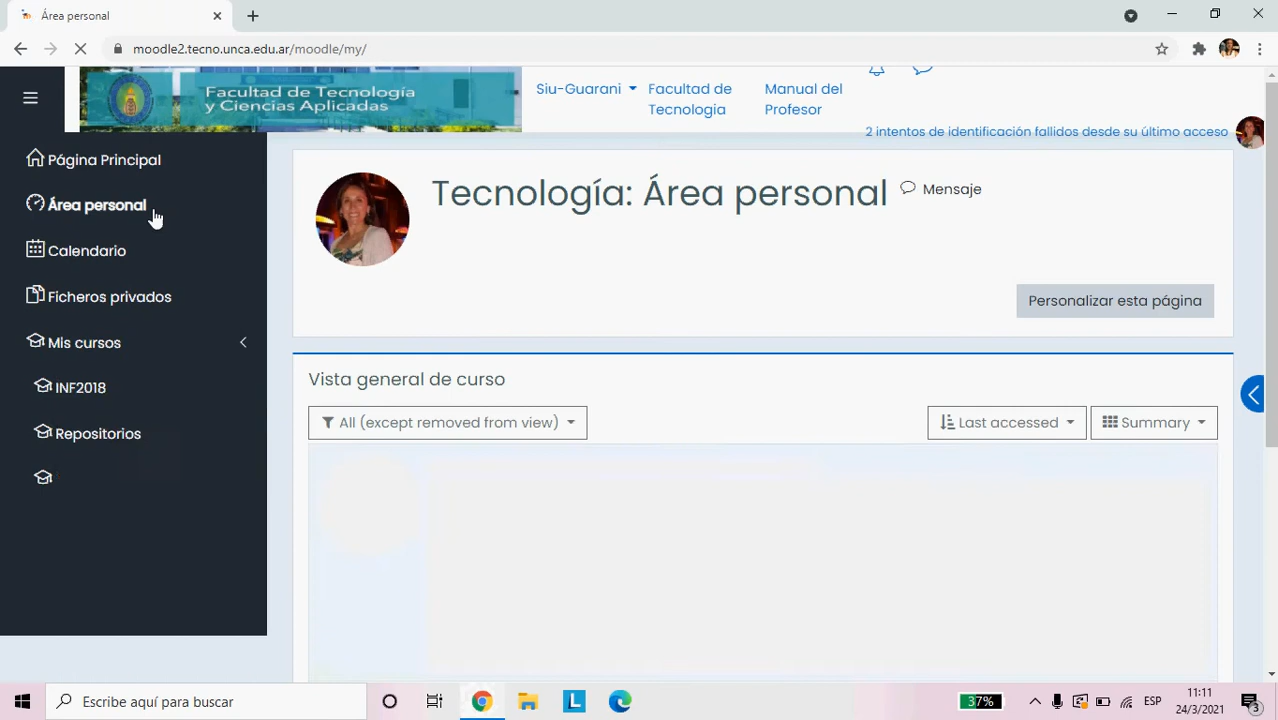 Área personal
moodle2.tecno.unca.edu.ar/moodle/my/
Facultad de Tecnología
y Ciencias Aplicadas
Siu-Guarani
Facultad de
Tecnologia
Manual del
Profesor
2 intentos de identificación fallidos desde su último acceso
Página Principal
Área personal
Calendario
Ficheros privados
Mis cursos
INF2018
Repositorios
Tecnología: Área personal
Mensaje
Personalizar esta página
Vista general de curso
All (except removed from view)
Last accessed
Summary
Escribe aquí para buscar
L
37%
ESP
11:11
24/3/2021
3